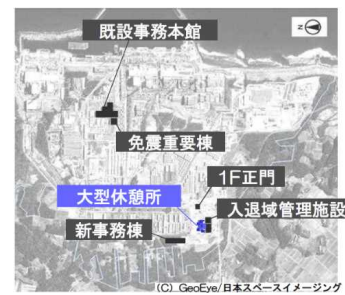 既設事務本館
N
免震重要棟
1F正門
大型休憩所
入退域管理施設
新事務棟
(C) GeoEye/日本スペースイメージング